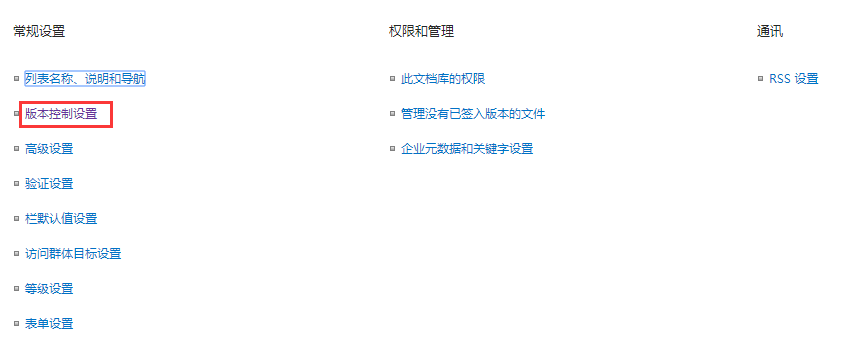 常规设置
列表名称、说明和导航
版本控制设置
高级设置
验证设置
栏默认值设置
访问群体目标设置
等级设置
表单设置
权限和管理
此文档库的权限
管理没有已签入版本的文件
企业元数据和关键字设置
通讯
RSS 设置